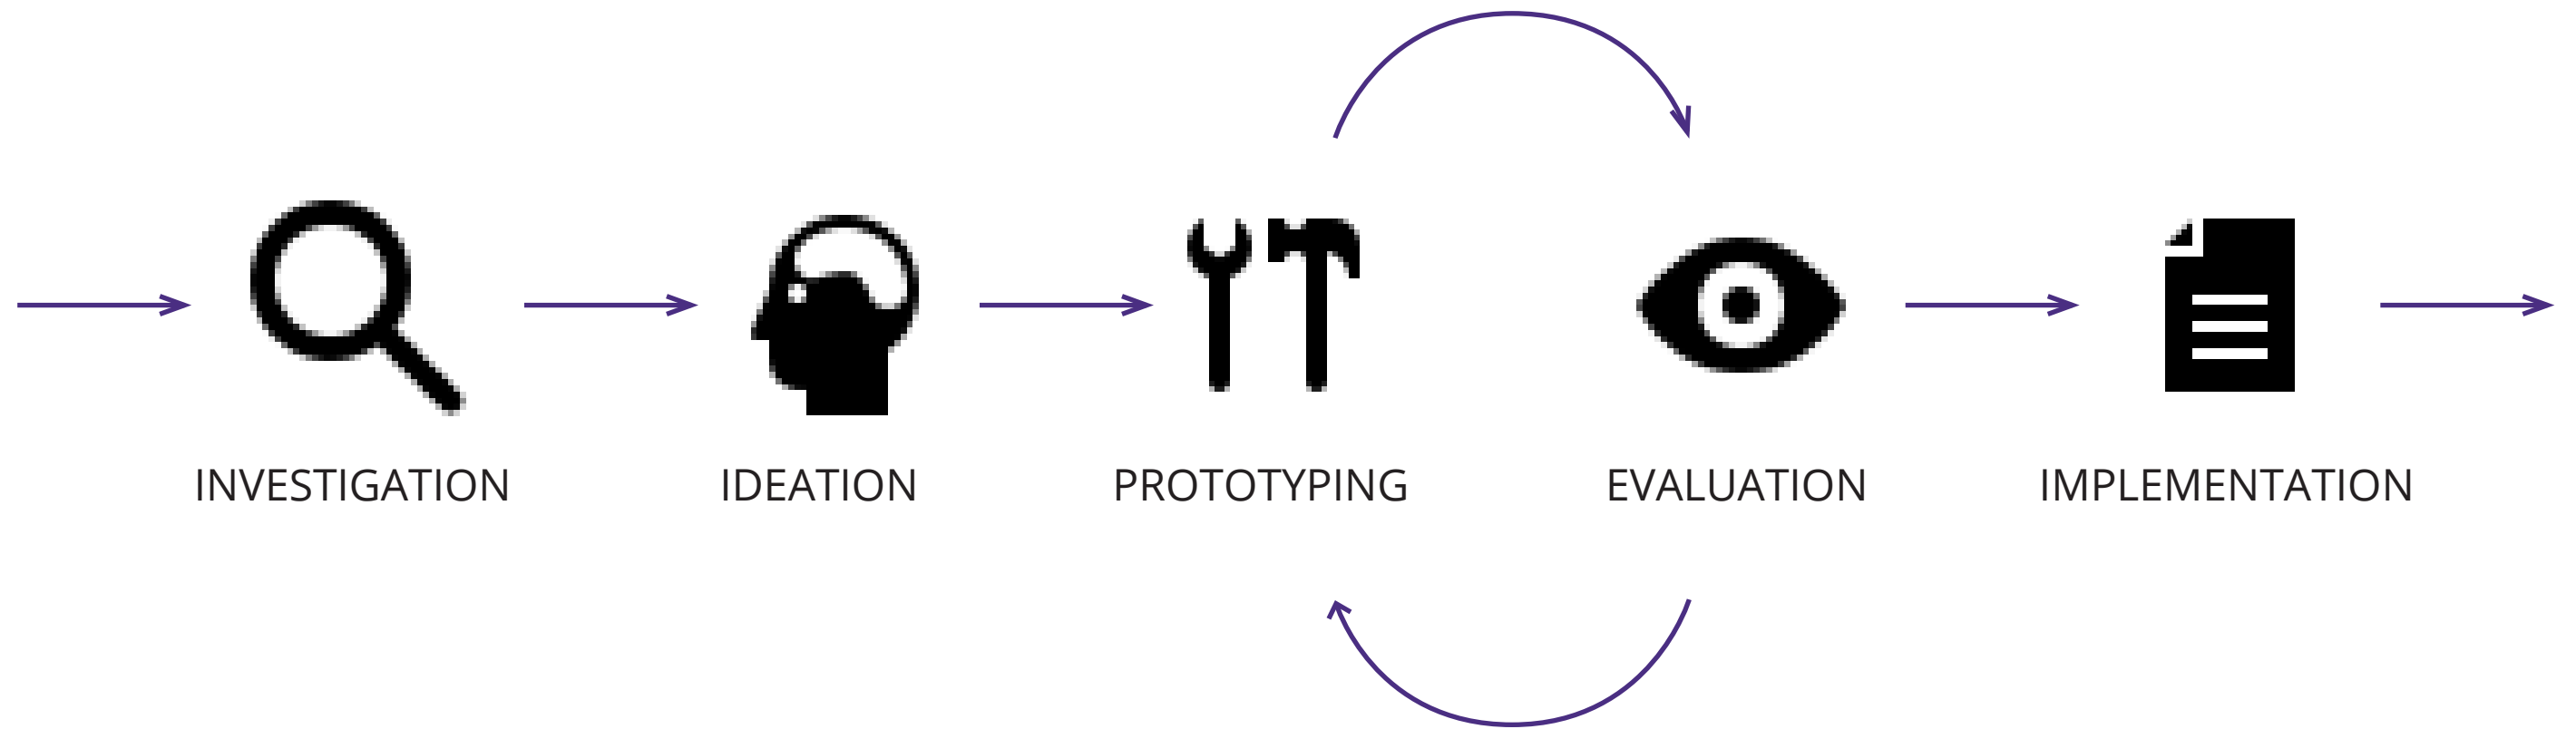 INVESTIGATION
IDEATION
PROTOTYPING
EVALUATION
IMPLEMENTATION